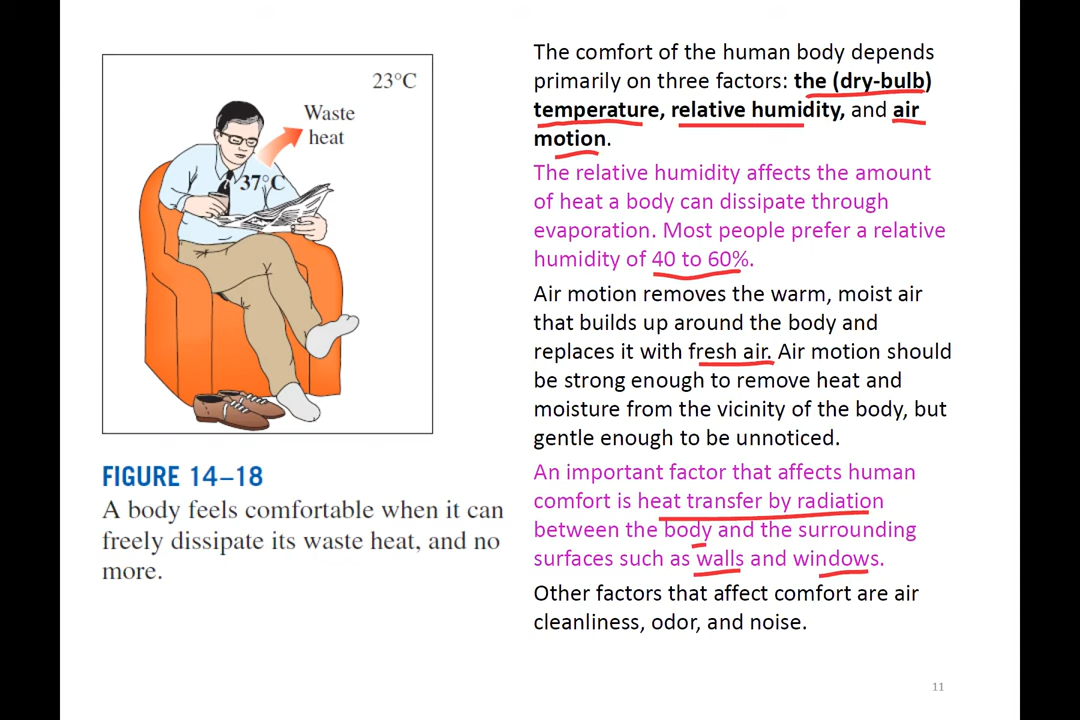 23°C
Waste
heat
37°C
FIGURE 14–18
A body feels comfortable when it can
freely dissipate its waste heat, and no
more.
The comfort of the human body depends
primarily on three factors: the (dry-bulb)
temperature, relative humidity, and air
motion.
The relative humidity affects the amount
of heat a body can dissipate through
evaporation. Most people prefer a relative
humidity of 40 to 60%.
Air motion removes the warm, moist air
that builds up around the body and
replaces it with fresh air. Air motion should
be strong enough to remove heat and
moisture from the vicinity of the body, but
gentle enough to be unnoticed.
An important factor that affects human
comfort is heat transfer by radiation
between the body and the surrounding
surfaces such as walls and windows.
Other factors that affect comfort are air
cleanliness, odor, and noise.
11